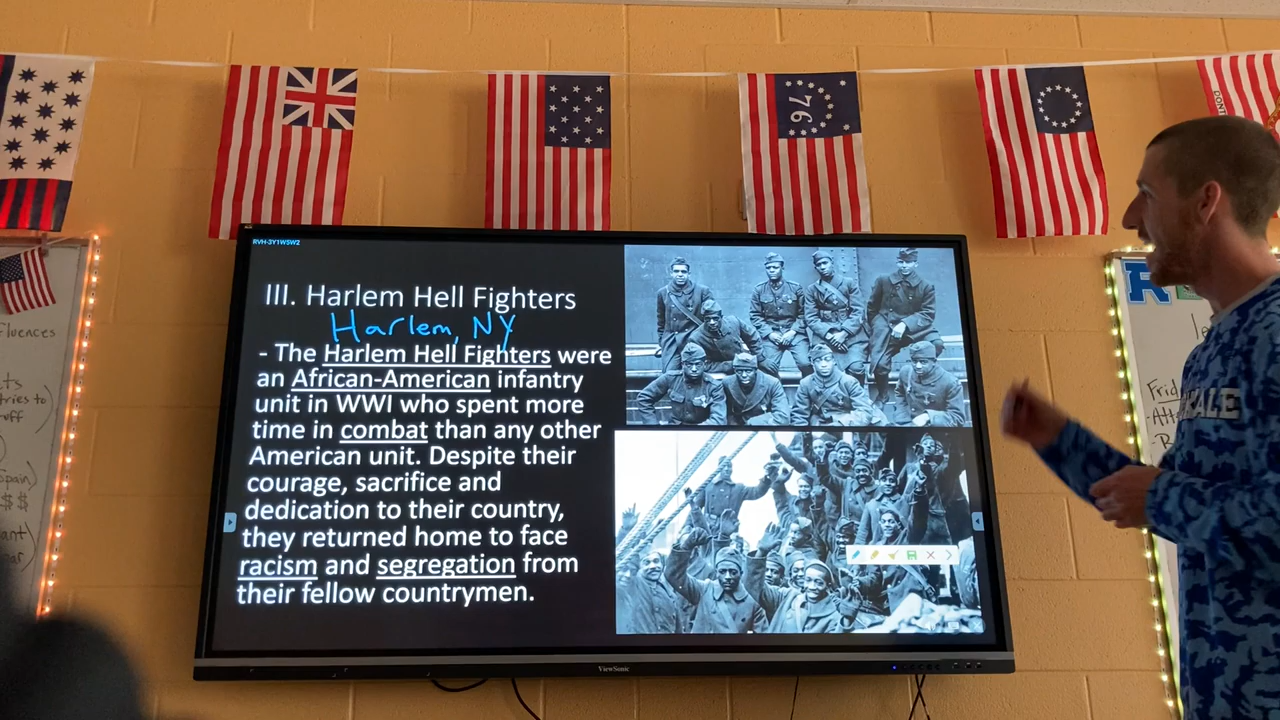 76
RVH-3Y1W5W2
III. Harlem Hell Fighters
Harlem, NY
- The Harlem Hell Fighters were
an African-American infantry
unit in WWI who spent more
time in combat than any other
American unit. Despite their
courage, sacrifice and
dedication to their country,
they returned home to face
racism and segregation from
their fellow countrymen.
ViewSonic